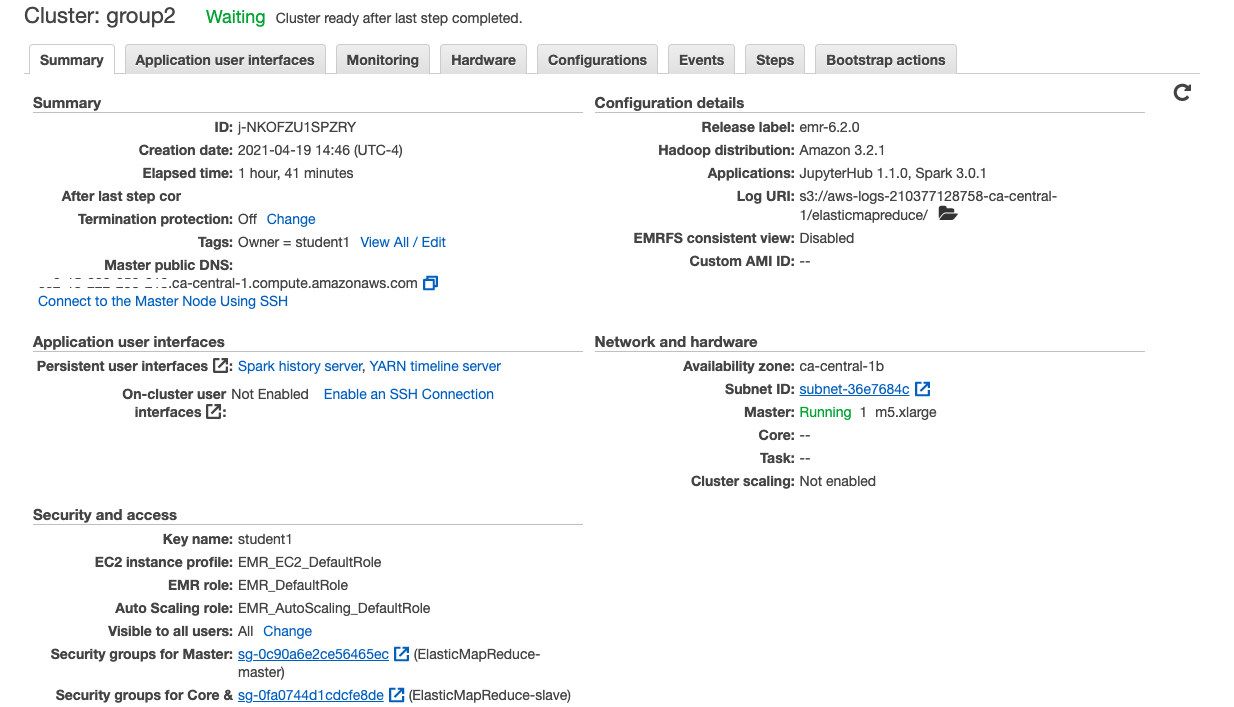 Cluster: group2 Waiting Cluster ready after last step completed.
Summary Application user interfaces Monitoring Hardware Configurations Events Steps Bootstrap actions
Summary
ID: j-NKOFZU1SPZRY
Creation date: 2021-04-19 14:46 (UTC-4)
Elapsed time: 1 hour, 41 minutes
After last step cor
Termination protection: Off Change
Tags: Owner = student1 View All / Edit
Master public DNS:
.ca-central-1.compute.amazonaws.com
Connect to the Master Node Using SSH
Configuration details
Release label: emr-6.2.0
Hadoop distribution: Amazon 3.2.1
Applications: JupyterHub 1.1.0, Spark 3.0.1
Log URI: s3://aws-logs-210377128758-ca-central-
1/elasticmapreduce/
EMRFS consistent view: Disabled
Custom AMI ID: --
Application user interfaces
Persistent user interfaces : Spark history server, YARN timeline server
On-cluster user Not Enabled Enable an SSH Connection
interfaces :
Network and hardware
Availability zone: ca-central-1b
Subnet ID: subnet-36e7684c
Master: Running 1 m5.xlarge
Core: --
Task: --
Cluster scaling: Not enabled
Security and access
Key name: student1
EC2 instance profile: EMR_EC2_DefaultRole
EMR role: EMR_DefaultRole
Auto Scaling role: EMR_AutoScaling_DefaultRole
Visible to all users: All Change
Security groups for Master: sg-0c90a6e2ce56465ec (ElasticMapReduce-
master)
Security groups for Core & sg-0fa0744d1cdcfe8de (ElasticMapReduce-slave)